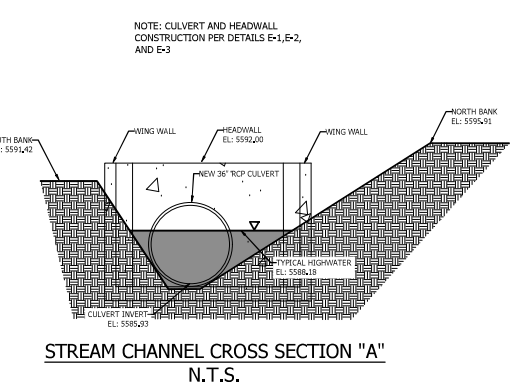 NOTE: CULVERT AND HEADWALL
CONSTRUCTION PER DETAILS E-1,E-2,
AND E-3
NORTH BANK
EL: 5595.91
UTH BANK
: 5591.42
WING WALL
HEADWALL
EL: 5592.00
WING WALL
NEW 36" RCP CULVERT
TYPICAL HIGHWATER
EL: 5588.18
CULVERT INVERT
EL: 5585.93
STREAM CHANNEL CROSS SECTION "A"
N.T.S.